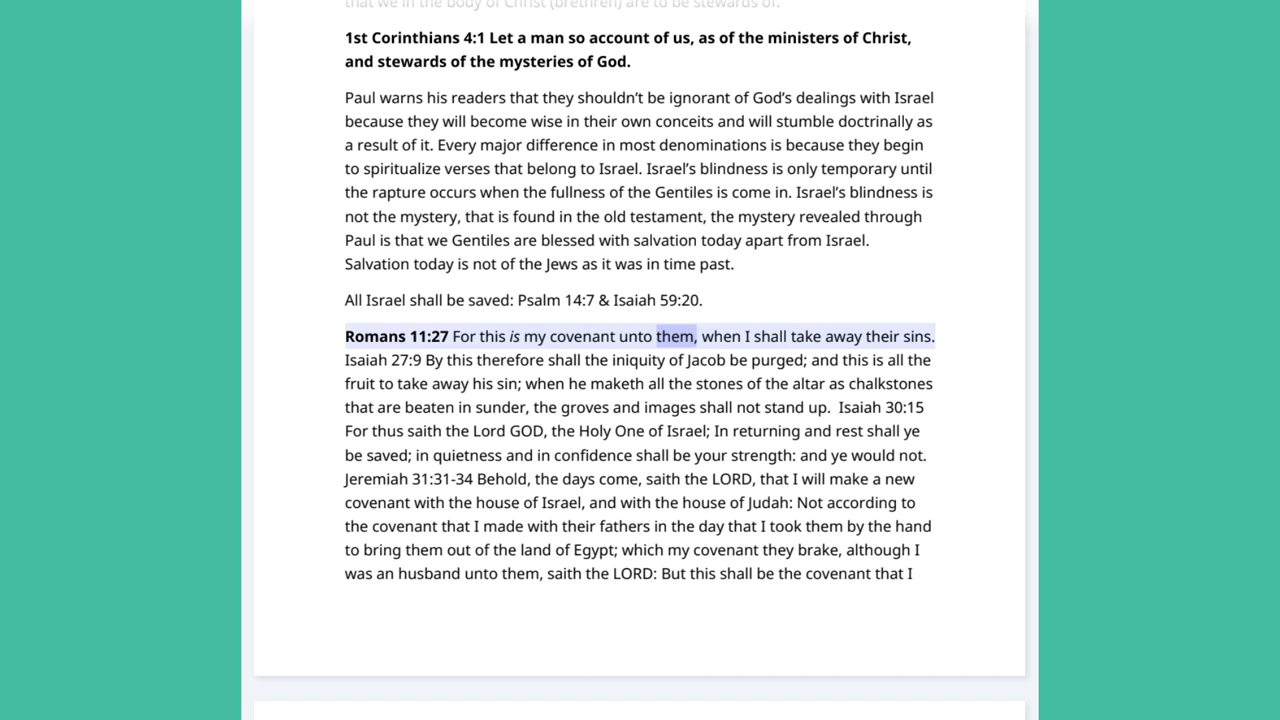 that we in the body of Christ (brethren) are to be stewards of.
1st Corinthians 4:1 Let a man so account of us, as of the ministers of Christ,
and stewards of the mysteries of God.
Paul warns his readers that they shouldn’t be ignorant of God’s dealings with Israel
because they will become wise in their own conceits and will stumble doctrinally as
a result of it. Every major difference in most denominations is because they begin
to spiritualize verses that belong to Israel. Israel’s blindness is only temporary until
the rapture occurs when the fullness of the Gentiles is come in. Israel’s blindness is
not the mystery, that is found in the old testament, the mystery revealed through
Paul is that we Gentiles are blessed with salvation today apart from Israel.
Salvation today is not of the Jews as it was in time past.
All Israel shall be saved: Psalm 14:7 & Isaiah 59:20.
Romans 11:27 For this is my covenant unto them, when I shall take away their sins.
Isaiah 27:9 By this therefore shall the iniquity of Jacob be purged; and this is all the
fruit to take away his sin; when he maketh all the stones of the altar as chalkstones
that are beaten in sunder, the groves and images shall not stand up.  Isaiah 30:15
For thus saith the Lord GOD, the Holy One of Israel; In returning and rest shall ye
be saved; in quietness and in confidence shall be your strength: and ye would not.
Jeremiah 31:31-34 Behold, the days come, saith the LORD, that I will make a new
covenant with the house of Israel, and with the house of Judah: Not according to
the covenant that I made with their fathers in the day that I took them by the hand
to bring them out of the land of Egypt; which my covenant they brake, although I
was an husband unto them, saith the LORD: But this shall be the covenant that I